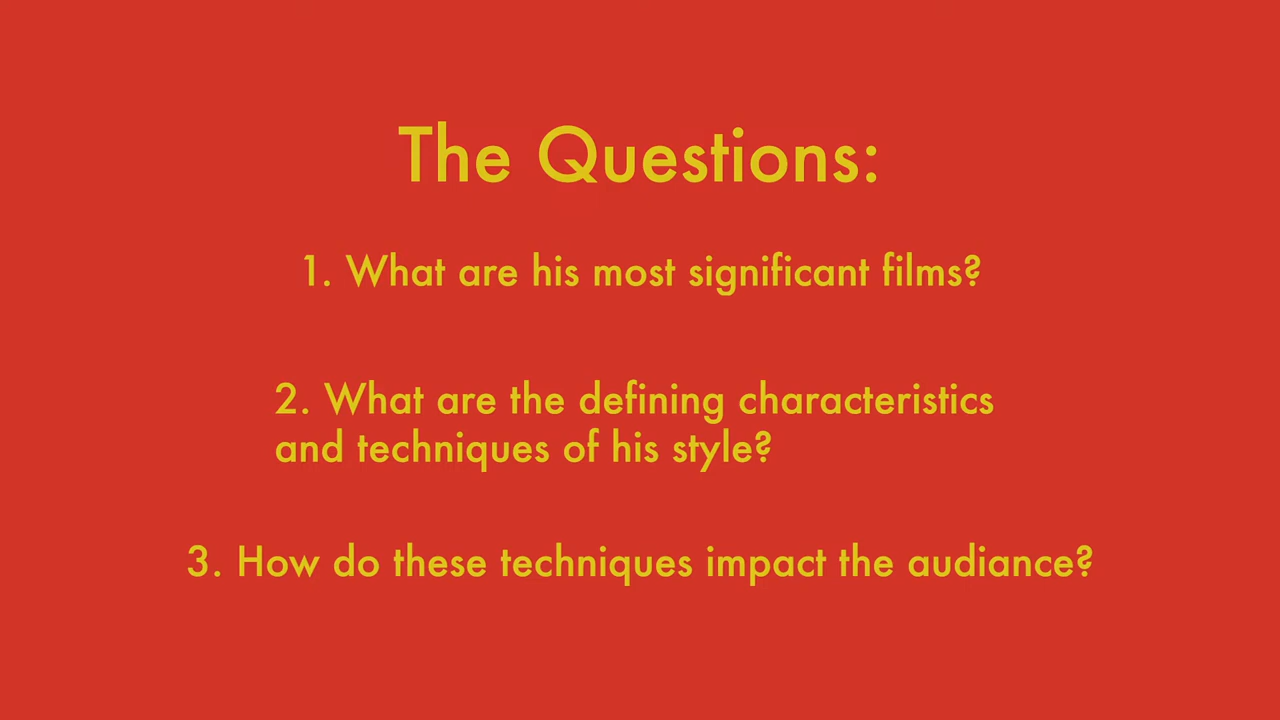 The Questions:
1. What are his most significant films?
2. What are the defining characteristics
and techniques of his style?
3. How do these techniques impact the audiance?